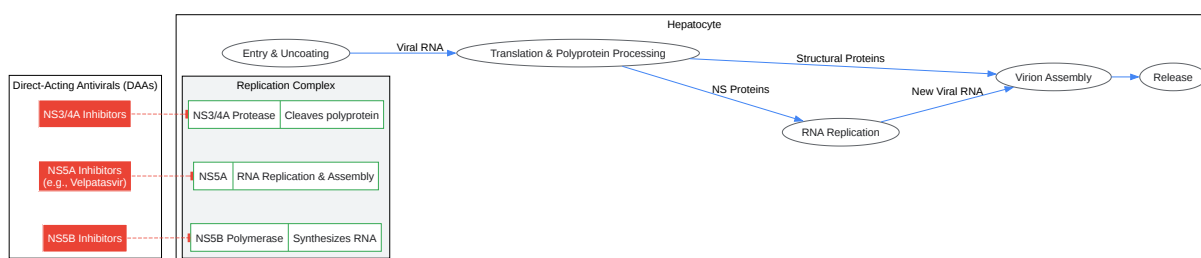 Hepatocyte
Entry & Uncoating
Viral RNA
Translation & Polyprotein Processing
Structural Proteins
NS Proteins
New Viral RNA
Virion Assembly
Release
RNA Replication
Direct-Acting Antivirals (DAAs)
Replication Complex
NS3/4A Inhibitors
NS3/4A Protease
Cleaves polyprotein
NS5A Inhibitors
(e.g., Velpatasvir)
NS5A
RNA Replication & Assembly
NS5B Inhibitors
NS5B Polymerase
Synthesizes RNA